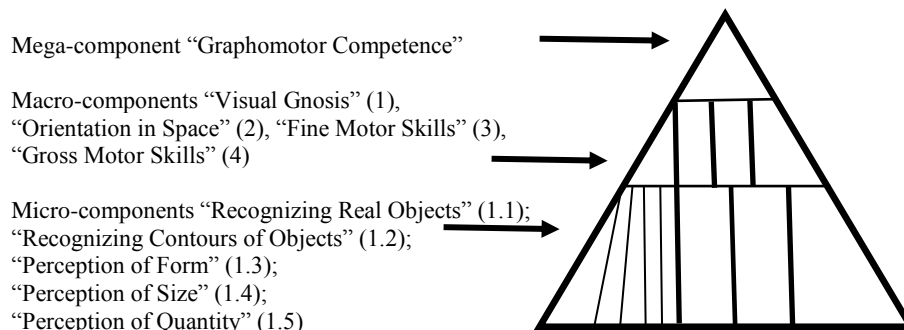 Mega-component “Graphomotor Competence”
Macro-components “Visual Gnosis” (1),
“Orientation in Space” (2), “Fine Motor Skills” (3),
“Gross Motor Skills” (4)
Micro-components “Recognizing Real Objects” (1.1);
“Recognizing Contours of Objects” (1.2);
“Perception of Form” (1.3);
“Perception of Size” (1.4);
“Perception of Quantity” (1.5)